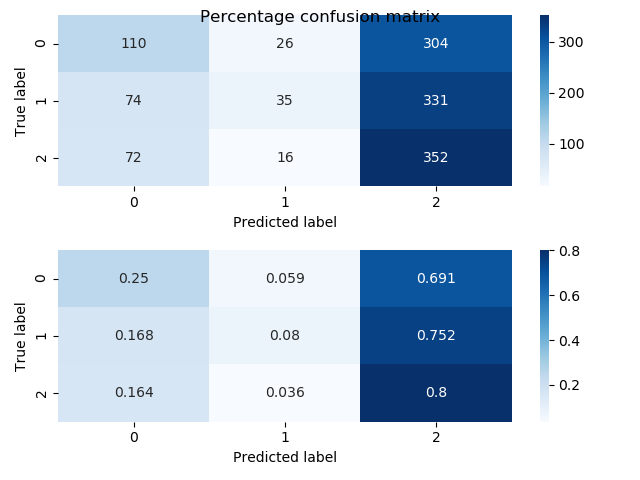 Percentage confusion matrix
True label
0 110 26 304
1 74 35 331
2 72 16 352
0 1 2
Predicted label
300
200
100
True label
0 0.25 0.059 0.691
1 0.168 0.08 0.752
2 0.164 0.036 0.8
0 1 2
Predicted label
0.8
0.6
0.4
0.2